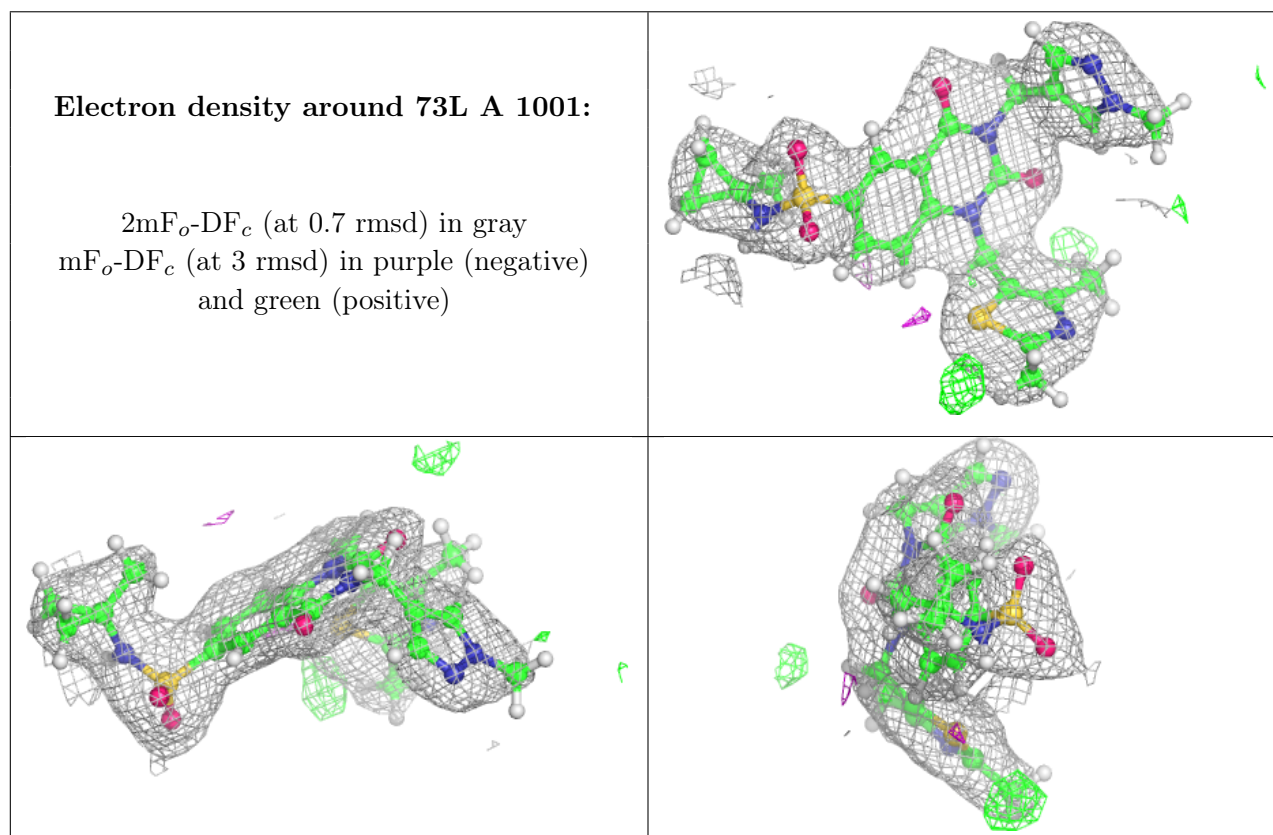 Electron density around 73L A 1001:
2mFo-DFc (at 0.7 rmsd) in gray
mFo-DFc (at 3 rmsd) in purple (negative)
and green (positive)